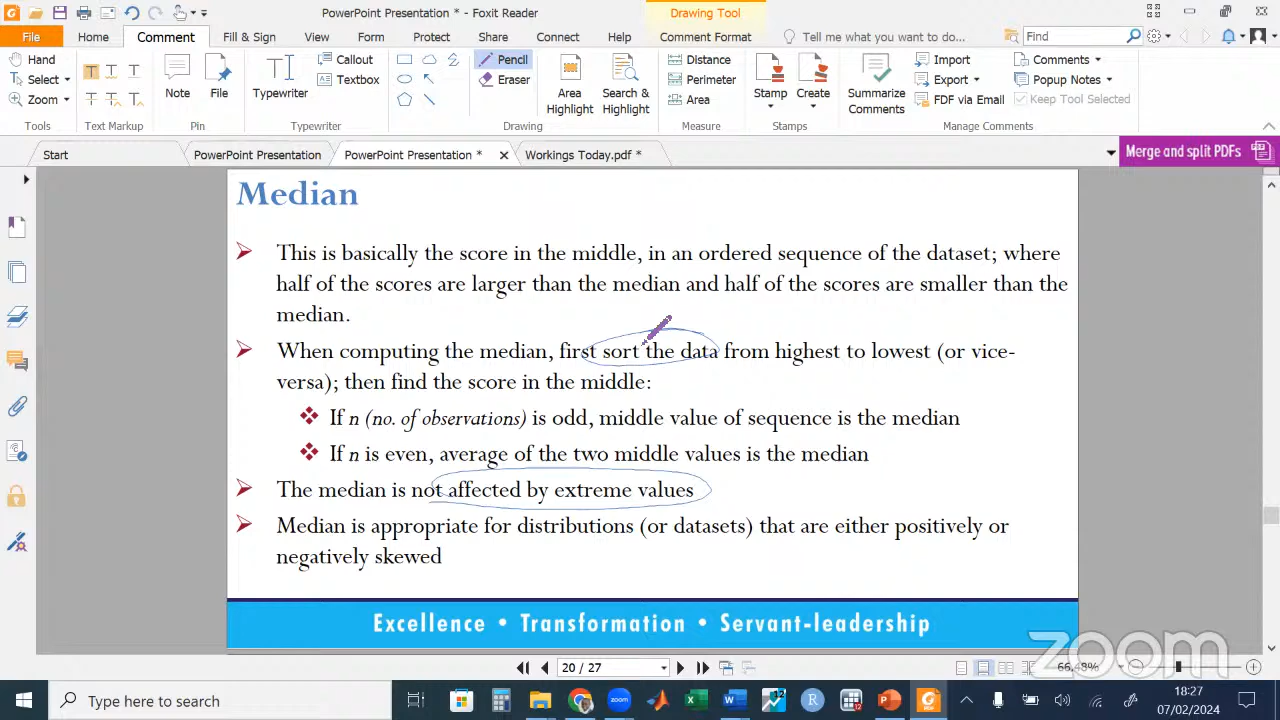 PowerPoint Presentation * - Foxit Reader
Drawing Tool
File Home Comment Fill & Sign View Form Protect Share Connect Help Comment Format Tell me what you want to do... Find
Hand
Select
Zoom
Tools
Text Markup
Note
File
Pin
Typewriter
Callout
Textbox
Typewriter
Pencil
Eraser
Area Highlight
Search & Highlight
Drawing
Distance
Perimeter
Area
Measure
Stamp
Create
Stamps
Summarize Comments
Import
Export
FDF via Email
Comments
Popup Notes
Keep Tool Selected
Manage Comments
Start PowerPoint Presentation PowerPoint Presentation * Workings Today.pdf * Merge and split PDFs
Median
This is basically the score in the middle, in an ordered sequence of the dataset; where
half of the scores are larger than the median and half of the scores are smaller than the
median.
When computing the median, first sort the data from highest to lowest (or vice-
versa); then find the score in the middle:
If n (no. of observations) is odd, middle value of sequence is the median
If n is even, average of the two middle values is the median
The median is not affected by extreme values
Median is appropriate for distributions (or datasets) that are either positively or
negatively skewed
Excellence • Transformation • Servant-leadership
zoom
20 / 27
66.43%
Type here to search
zoom
12
18:27
07/02/2024